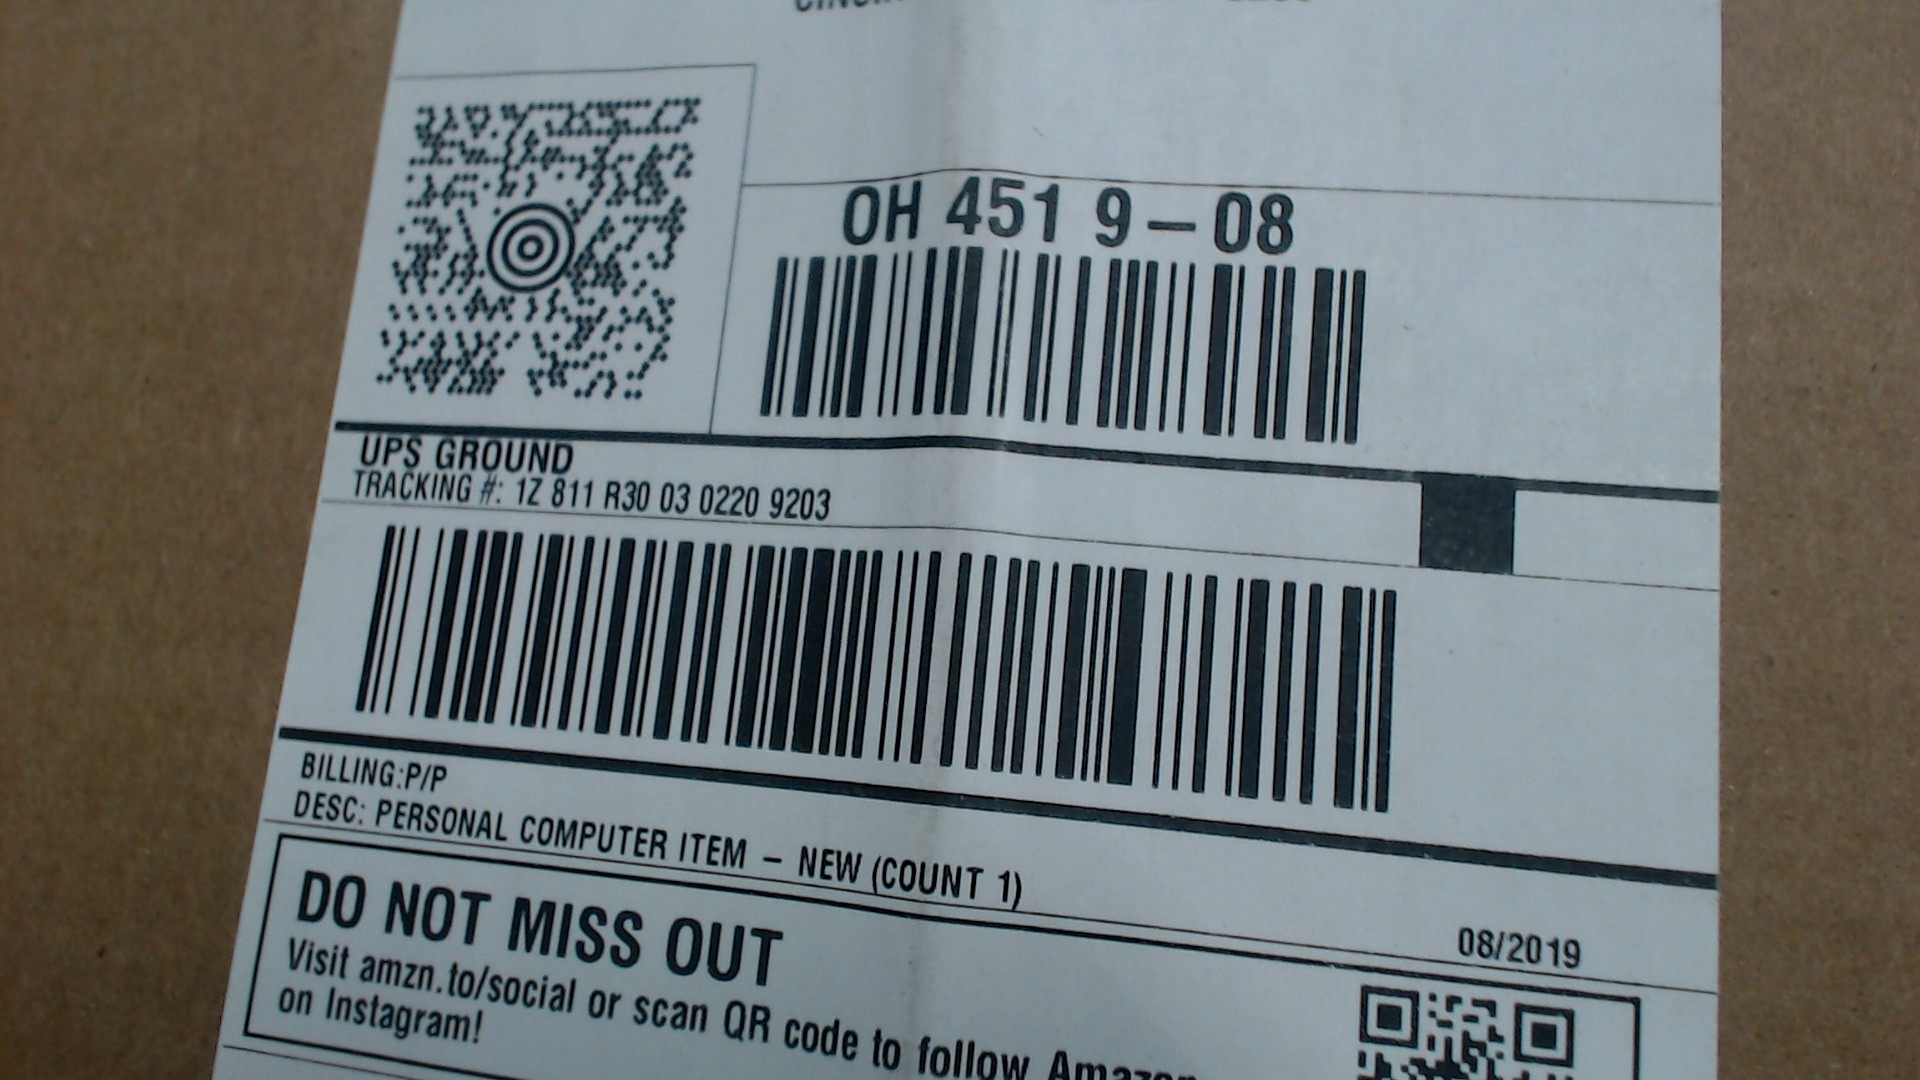 OH 451 9-08
UPS GROUND
TRACKING #: 1Z 811 R30 03 0220 9203
BILLING:P/P
DESC: PERSONAL COMPUTER ITEM - NEW (COUNT 1)
08/2019
DO NOT MISS OUT
Visit amzn.to/social or scan QR code to follow Amazon
on Instagram!